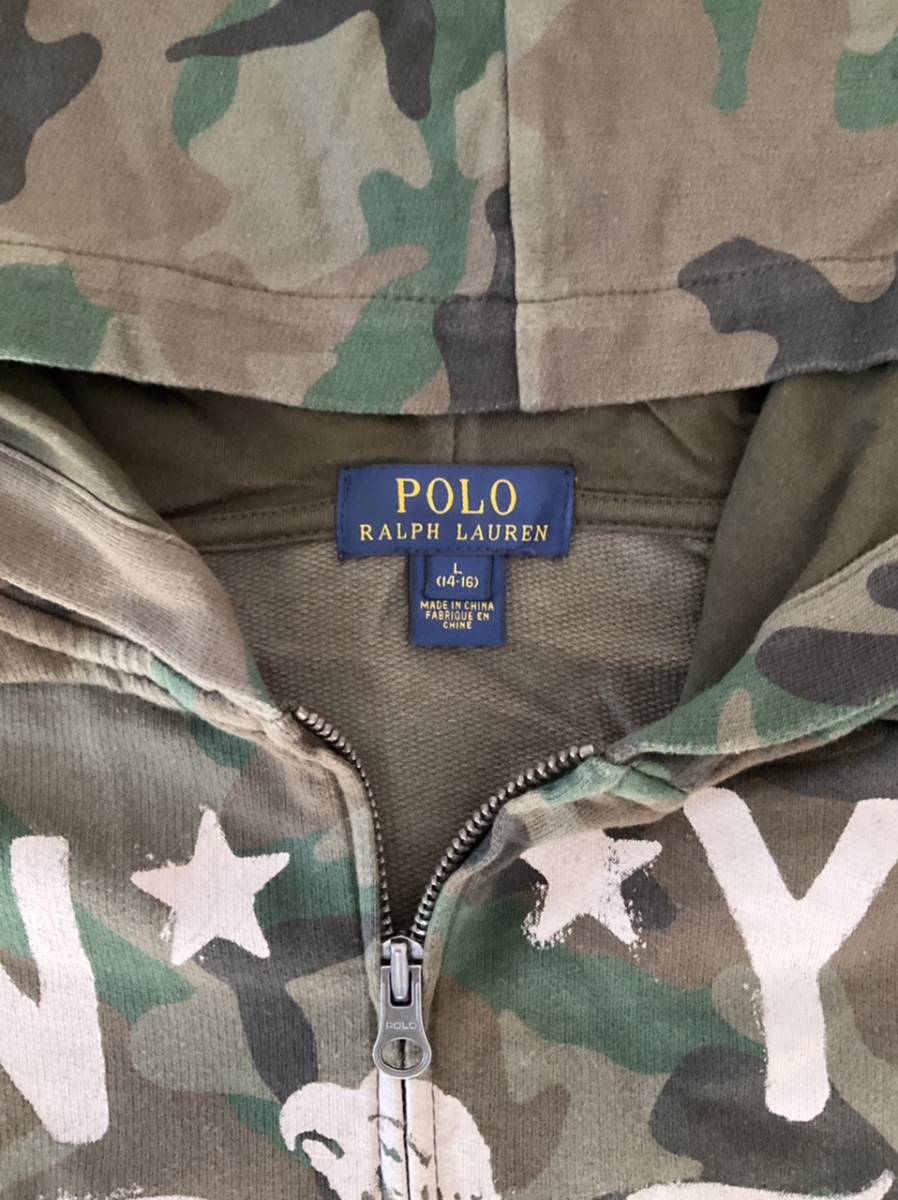 POLO
RALPH LAUREN
L
(14-16)
MADE IN CHINA
FABRIQUE EN
CHINE
N Y
POLO